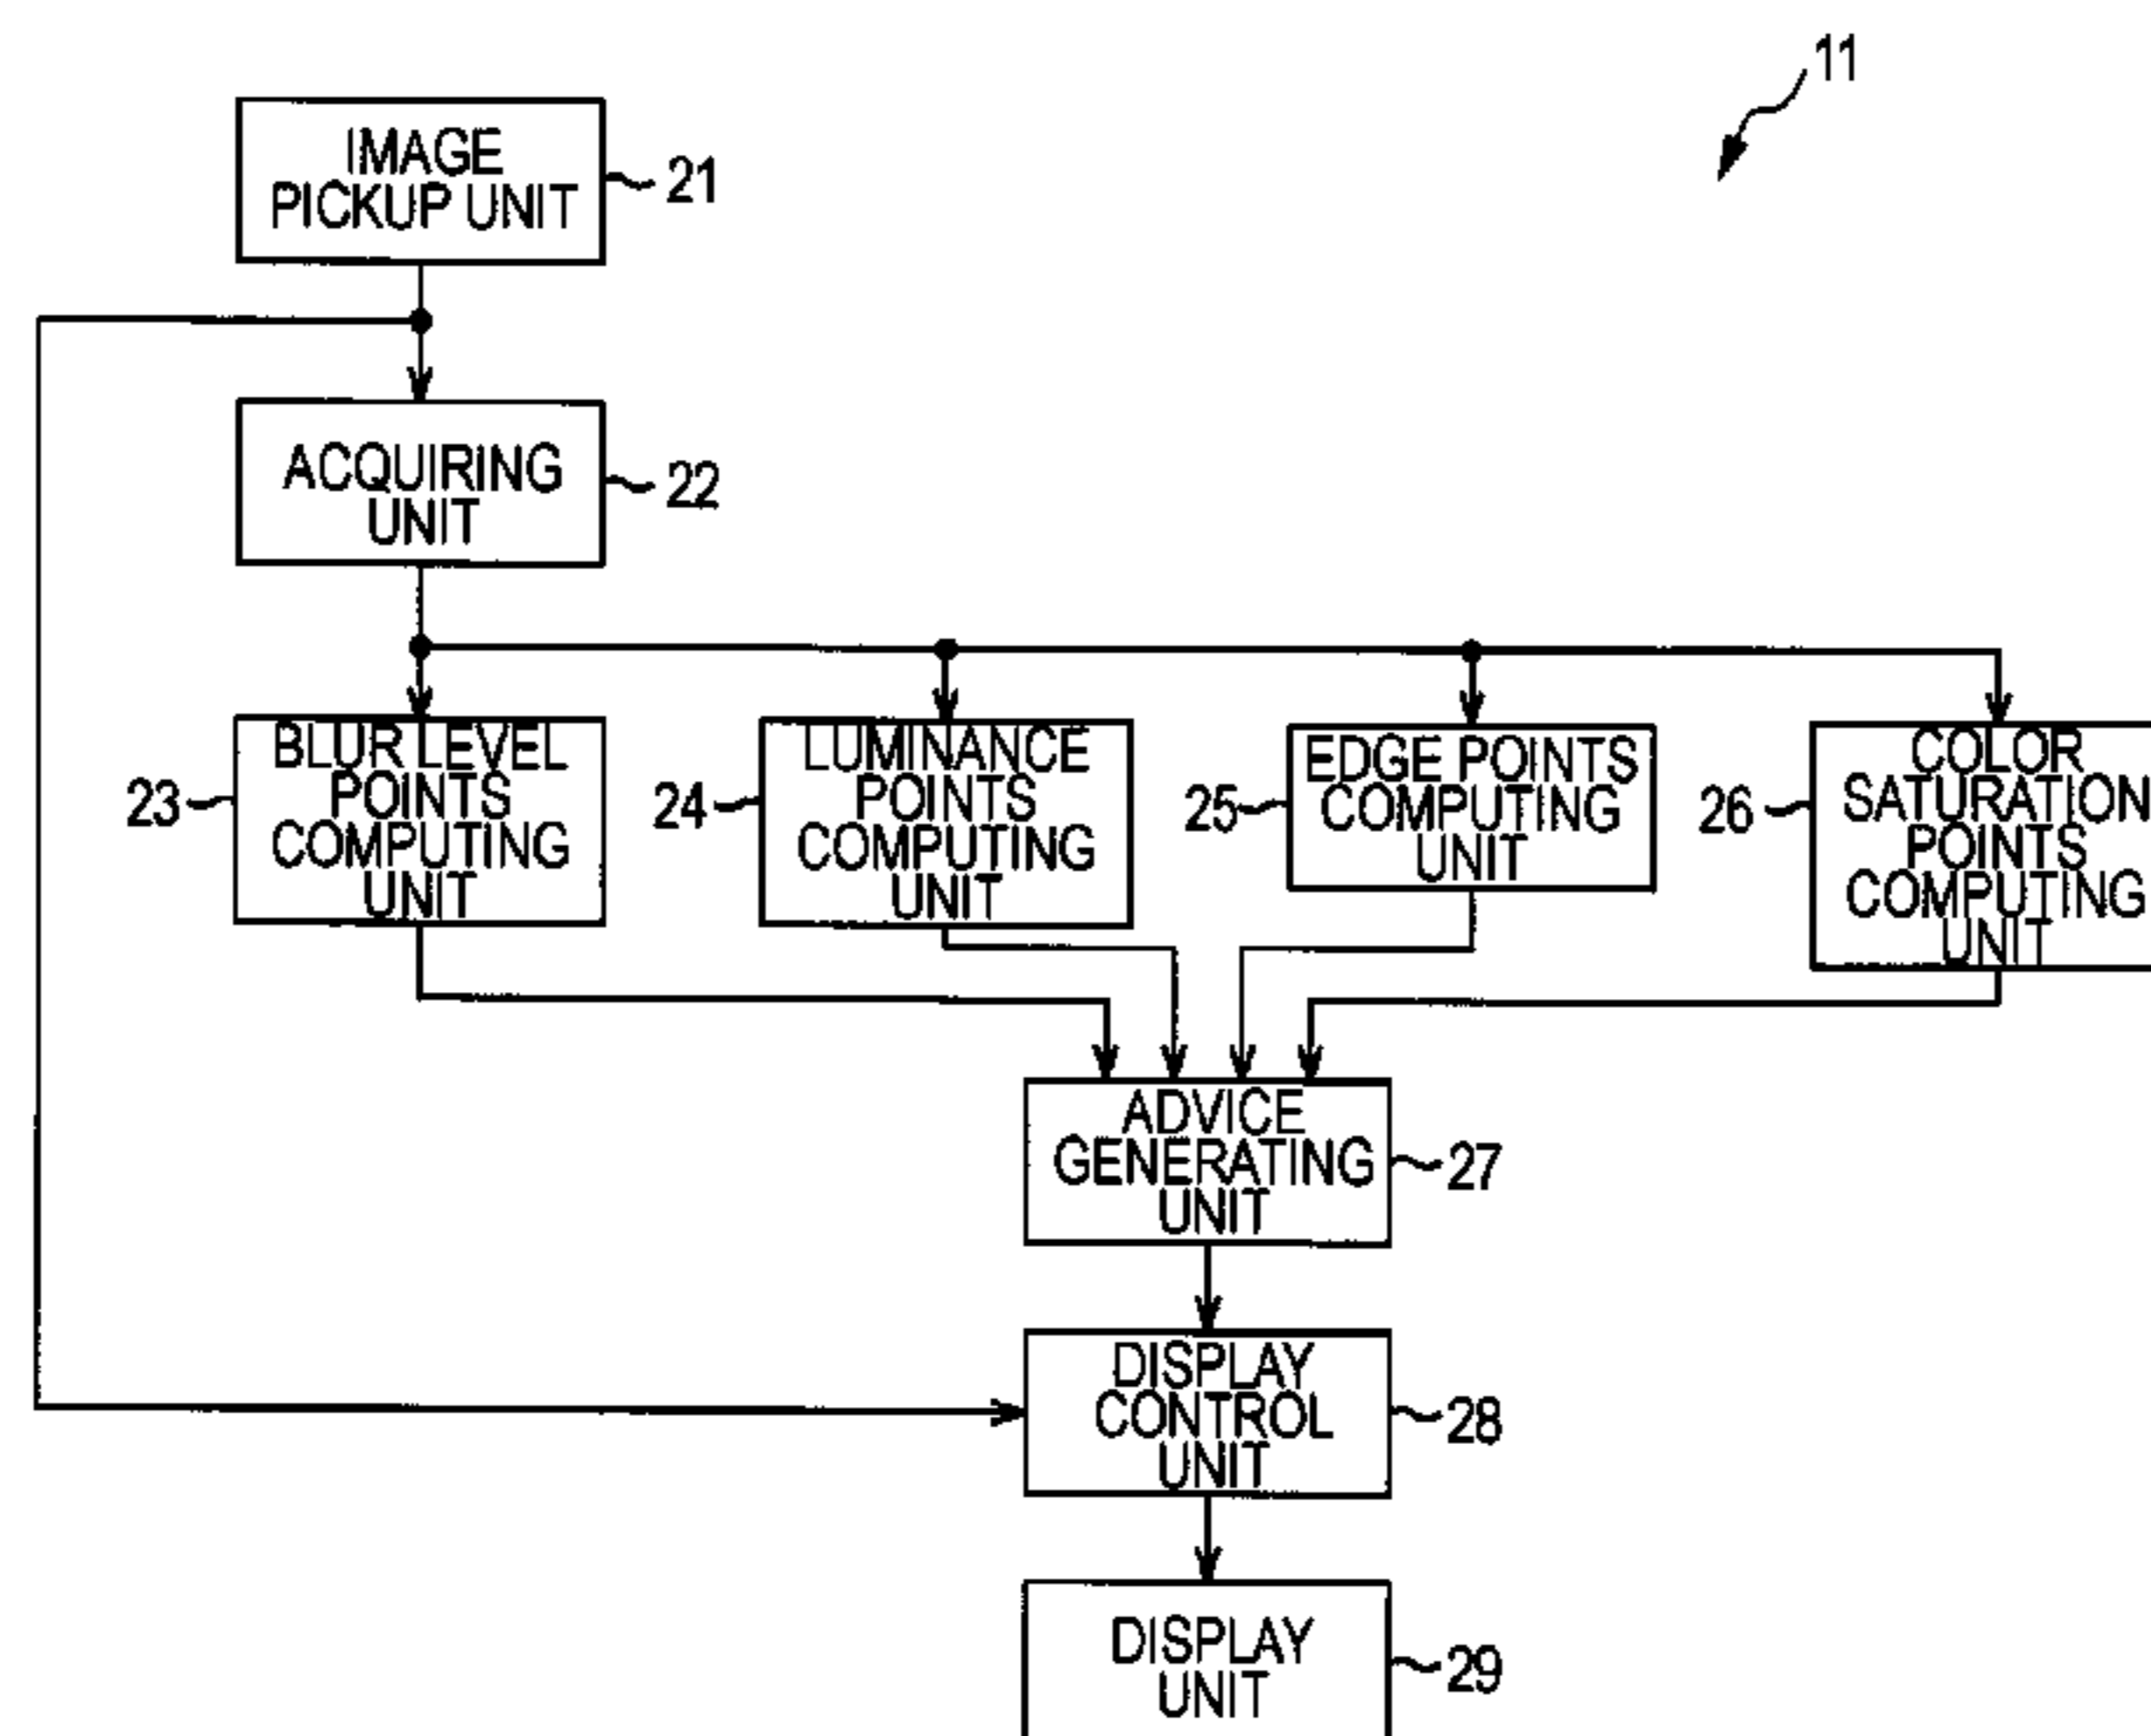 11
IMAGE
PICKUP UNIT
21
ACQUIRING
UNIT
22
BLUR LEVEL
POINTS
COMPUTING
UNIT
23
LUMINANCE
POINTS
COMPUTING
UNIT
24
EDGE POINTS
COMPUTING
UNIT
25
COLOR
SATURATION
POINTS
COMPUTING
UNIT
26
ADVICE
GENERATING
UNIT
27
DISPLAY
CONTROL
UNIT
28
DISPLAY
UNIT
29